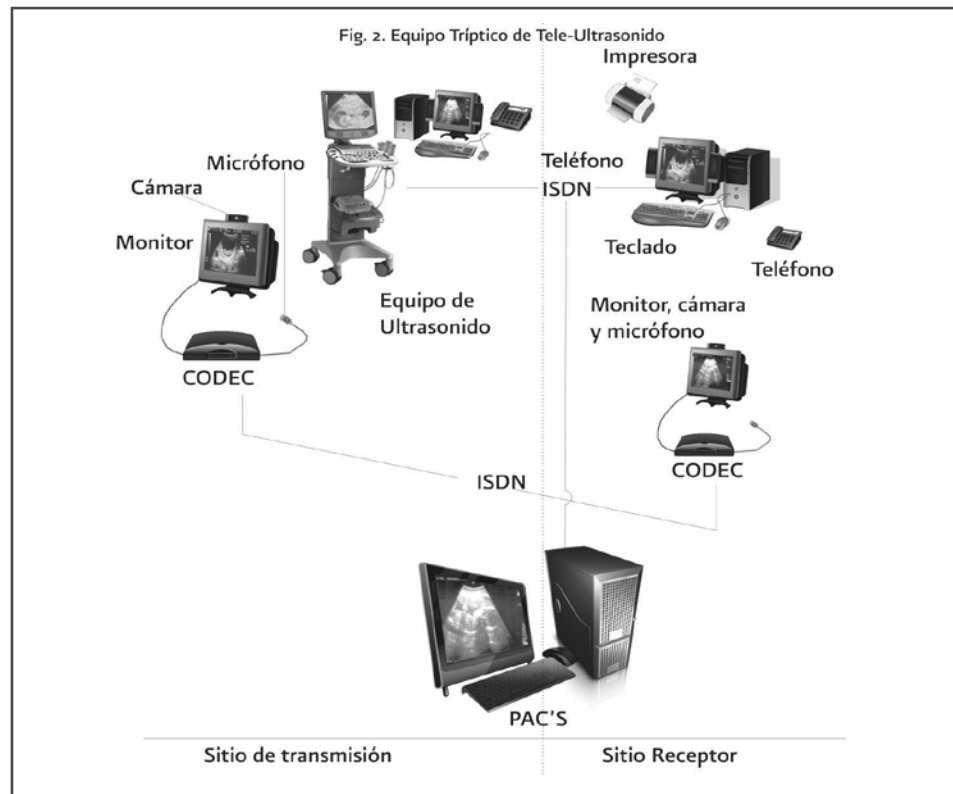 Fig. 2. Equipo Tríptico de Tele-Ultrasonido
Impresora
Micrófono
Cámara
Monitor
Teléfono
ISDN
Teclado
Teléfono
Equipo de
Ultrasonido
Monitor, cámara
y micrófono
CODEC
CODEC
ISDN
PAC'S
Sitio de transmisión
Sitio Receptor